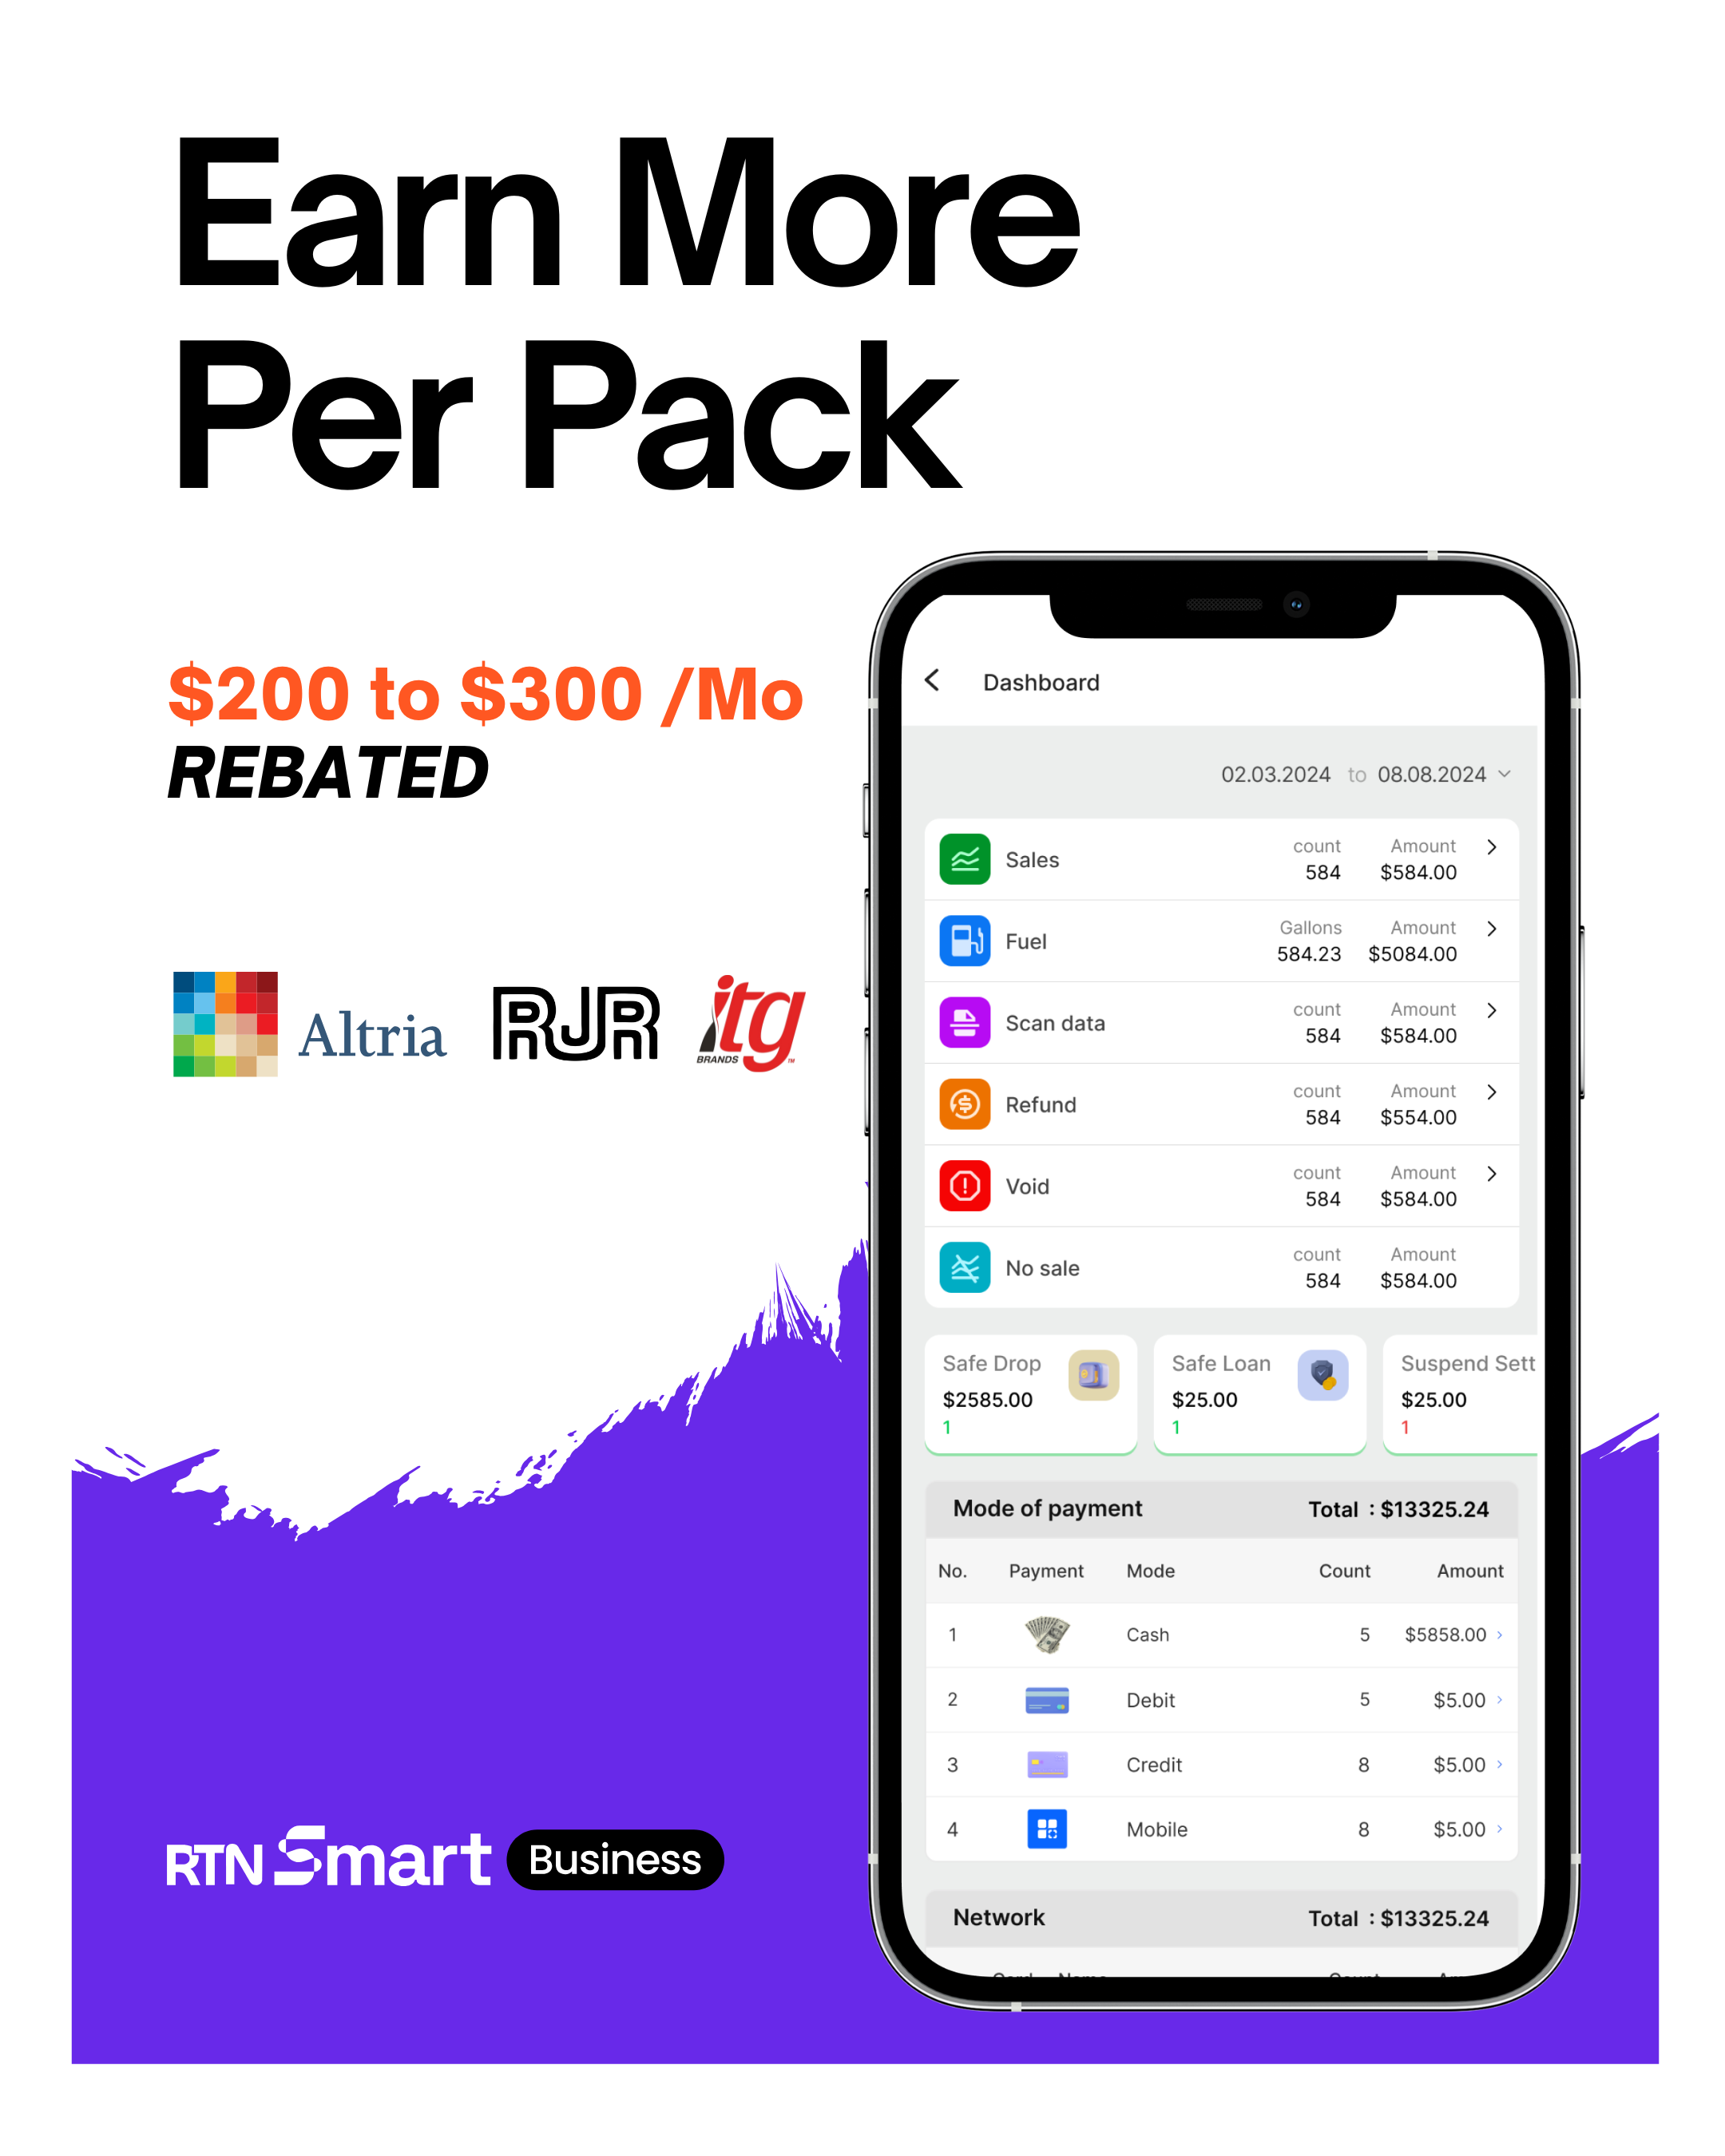 Earn More
Per Pack
$200 to $300 /Mo
REBATED
Altria
RJR
itg
BRANDS ™
RTN Smart Business
Dashboard
02.03.2024 to 08.08.2024
Sales count 584 Amount $584.00
Fuel Gallons 584.23 Amount $5084.00
Scan data count 584 Amount $584.00
Refund count 584 Amount $554.00
Void count 584 Amount $584.00
No sale count 584 Amount $584.00
Safe Drop
$2585.00
1
Safe Loan
$25.00
1
Suspend Sett
$25.00
1
Mode of payment Total : $13325.24
No. Payment Mode Count Amount
1 Cash 5 $5858.00
2 Debit 5 $5.00
3 Credit 8 $5.00
4 Mobile 8 $5.00
Network Total : $13325.24